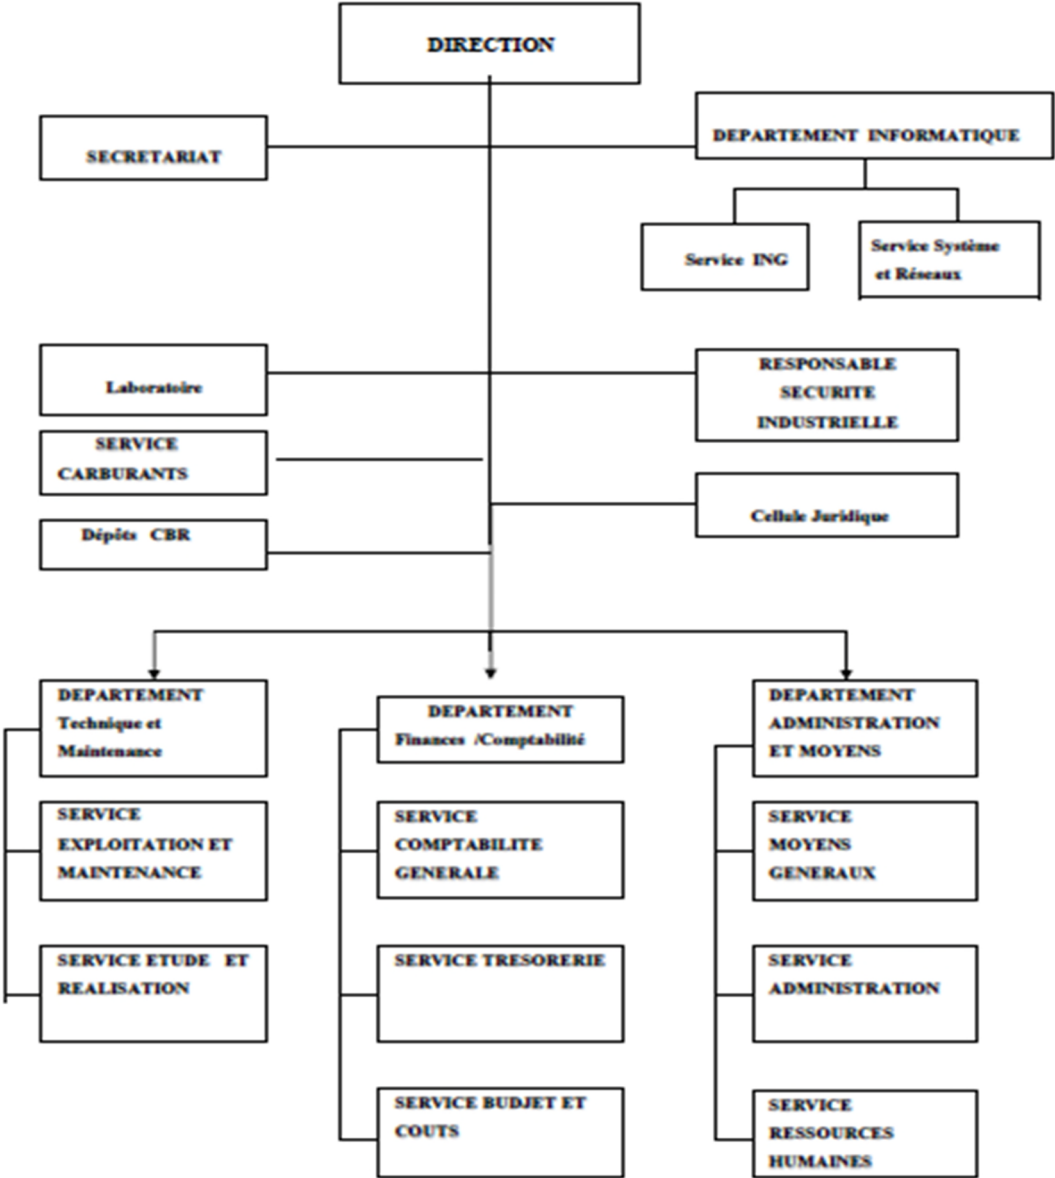 DIRECTION
SECRETARIAT
DEPARTEMENT INFORMATIQUE
Service ING
Service Système
et Réseaux
Laboratoire
RESPONSABLE
SECURITE
INDUSTRIELLE
SERVICE
CARBURANTS
Cellule Juridique
Dépôts CBR
DEPARTEMENT
Technique et
Maintenance
DEPARTEMENT
Finances /Comptabilité
DEPARTEMENT
ADMINISTRATION
ET MOYENS
SERVICE
EXPLOITATION ET
MAINTENANCE
SERVICE
COMPTABILITE
GENERALE
SERVICE
MOYENS
GENERAUX
SERVICE ETUDE ET
REALISATION
SERVICE TRESORERIE
SERVICE
ADMINISTRATION
SERVICE BUDJET ET
COUTS
SERVICE
RESSOURCES
HUMAINES